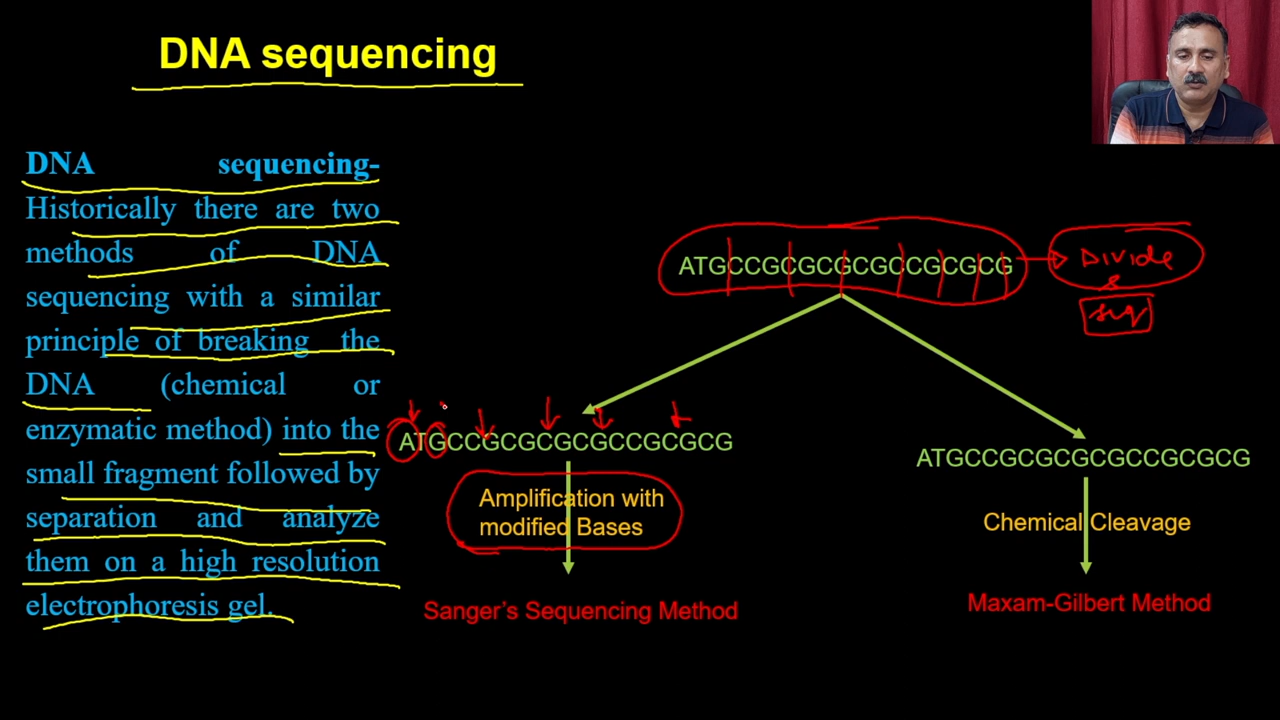 DNA sequencing
DNA sequencing-
Historically there are two
methods of DNA
sequencing with a similar
principle of breaking the
DNA (chemical or
enzymatic method) into the
small fragment followed by
separation and analyze
them on a high resolution
electrophoresis gel.
ATGCCGCGCGCGCCGCGCG
Divide
&
seq
ATGCCGCGCGCGCCGCGCG
Amplification with
modified Bases
Sanger's Sequencing Method
ATGCCGCGCGCGCCGCGCG
Chemical Cleavage
Maxam-Gilbert Method